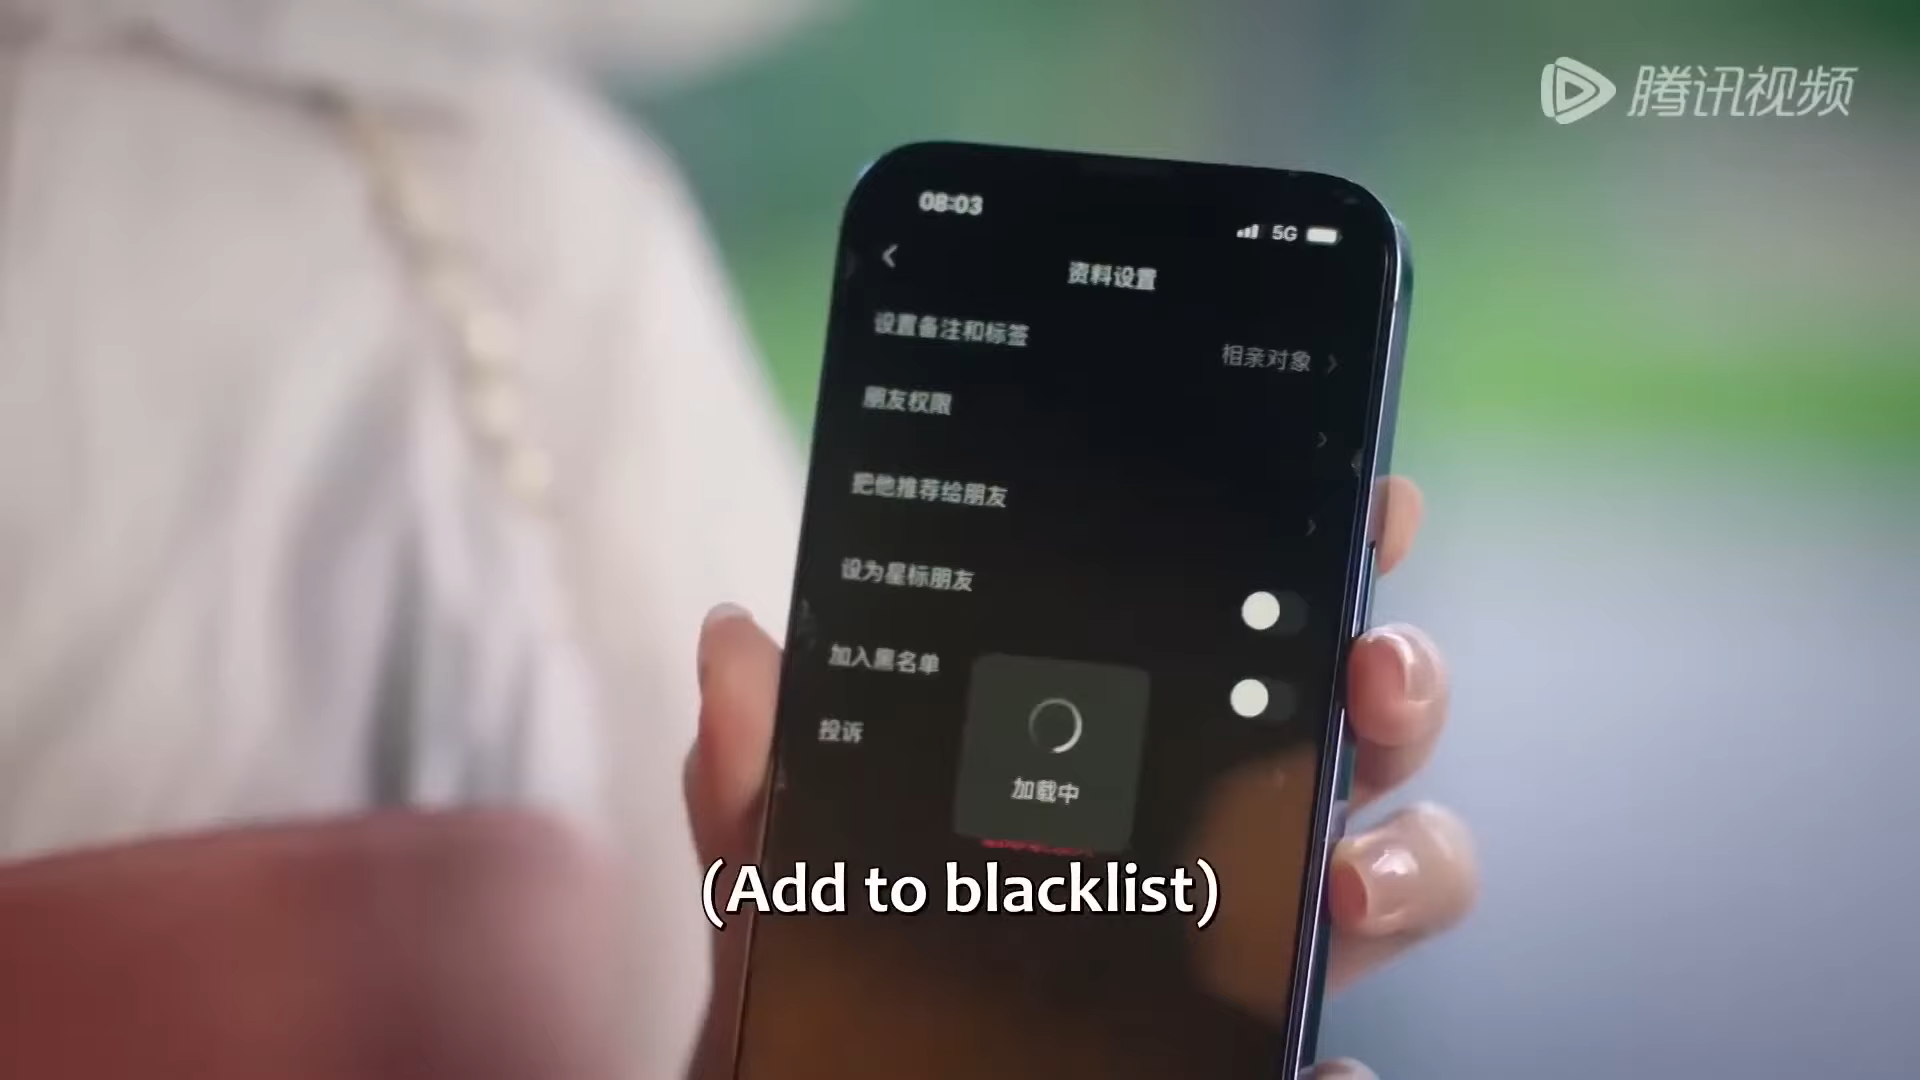 腾讯视频
08:03
5G
资料设置
设置备注和标签
相亲对象
朋友权限
把他推荐给朋友
设为星标朋友
加入黑名单
投诉
加载中
(Add to blacklist)